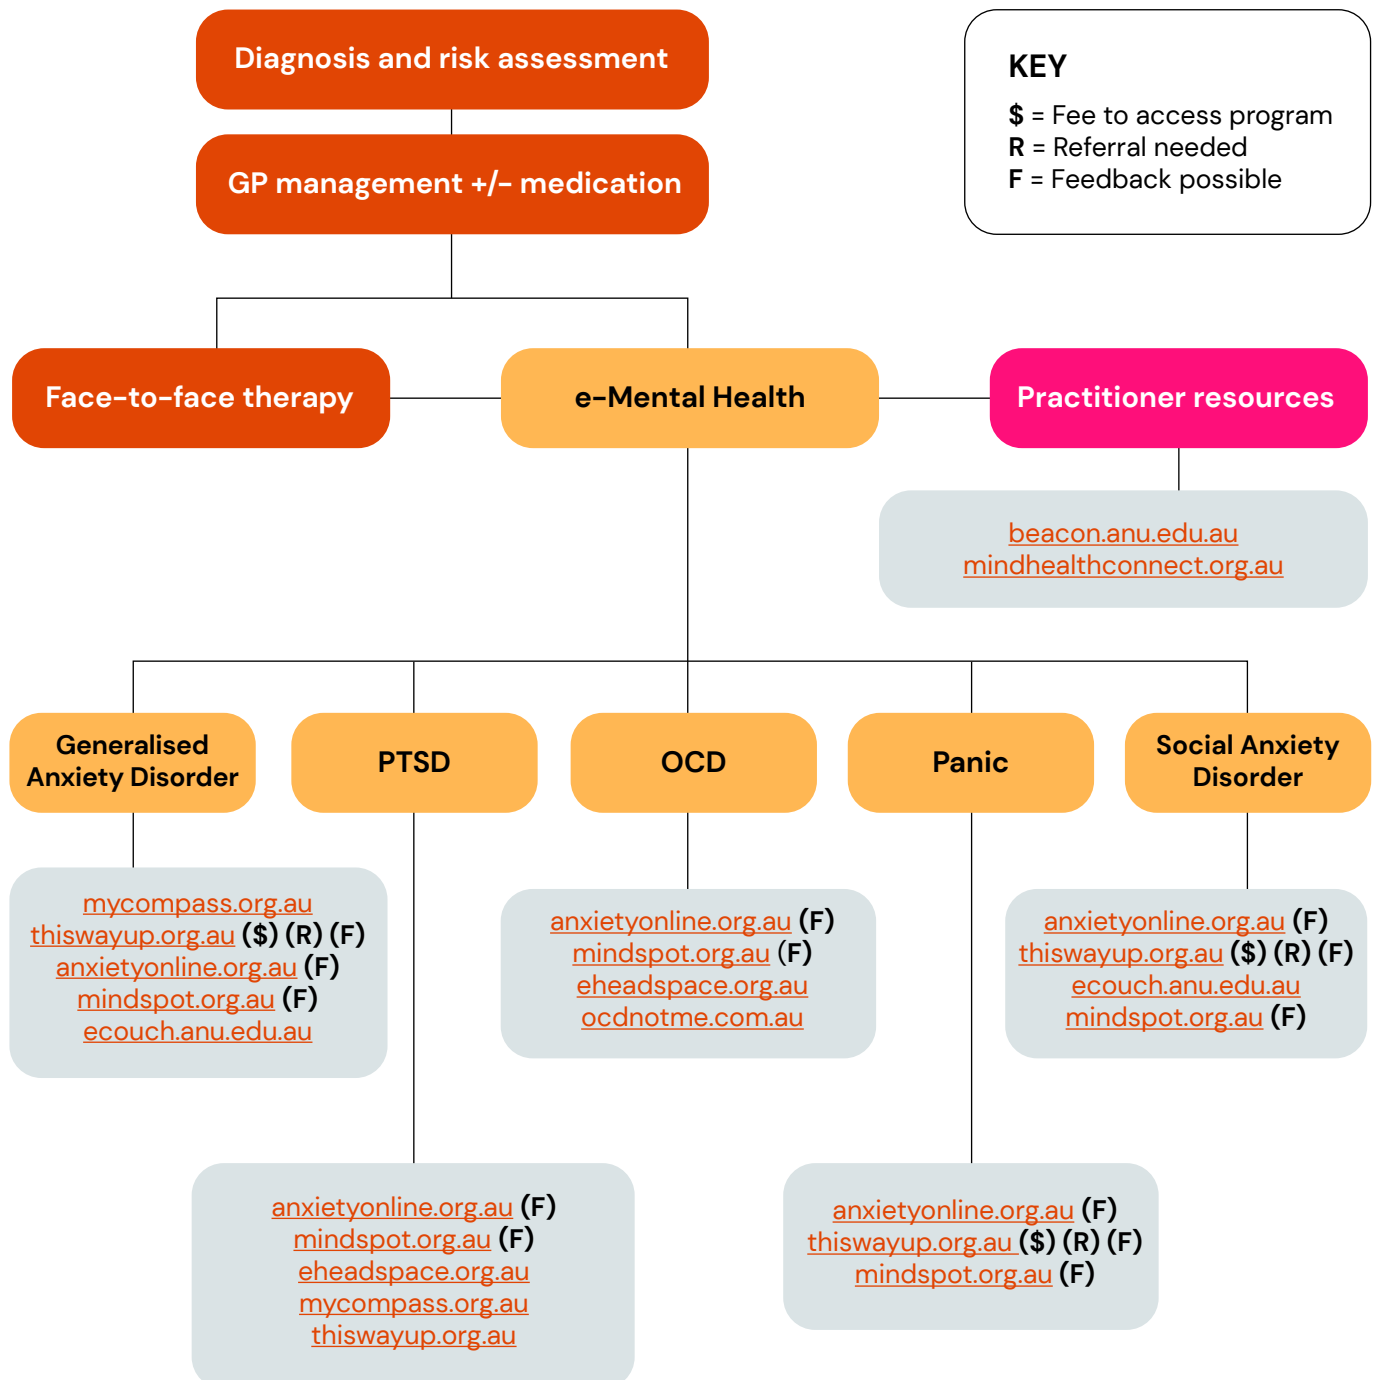 Diagnosis and risk assessment
GP management +/- medication
KEY
$ = Fee to access program
R = Referral needed
F = Feedback possible
Face-to-face therapy
e-Mental Health
Practitioner resources
beacon.anu.edu.au
mindhealthconnect.org.au
Generalised
Anxiety Disorder
PTSD
OCD
Panic
Social Anxiety
Disorder
mycompass.org.au
thiswayup.org.au ($) (R) (F)
anxietyonline.org.au (F)
mindspot.org.au (F)
ecouch.anu.edu.au
anxietyonline.org.au (F)
mindspot.org.au (F)
eheadspace.org.au
ocdnotme.com.au
anxietyonline.org.au (F)
thiswayup.org.au ($) (R) (F)
ecouch.anu.edu.au
mindspot.org.au (F)
anxietyonline.org.au (F)
mindspot.org.au (F)
eheadspace.org.au
mycompass.org.au
thiswayup.org.au
anxietyonline.org.au (F)
thiswayup.org.au ($) (R) (F)
mindspot.org.au (F)